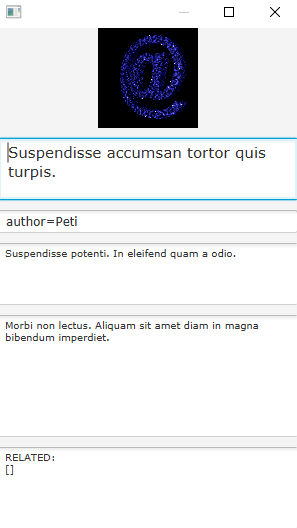 @
Suspendisse accumsan tortor quis
turpis.
author=Peti
Suspendisse potenti. In eleifend quam a odio.
Morbi non lectus. Aliquam sit amet diam in magna
bibendum imperdiet.
RELATED:
[]